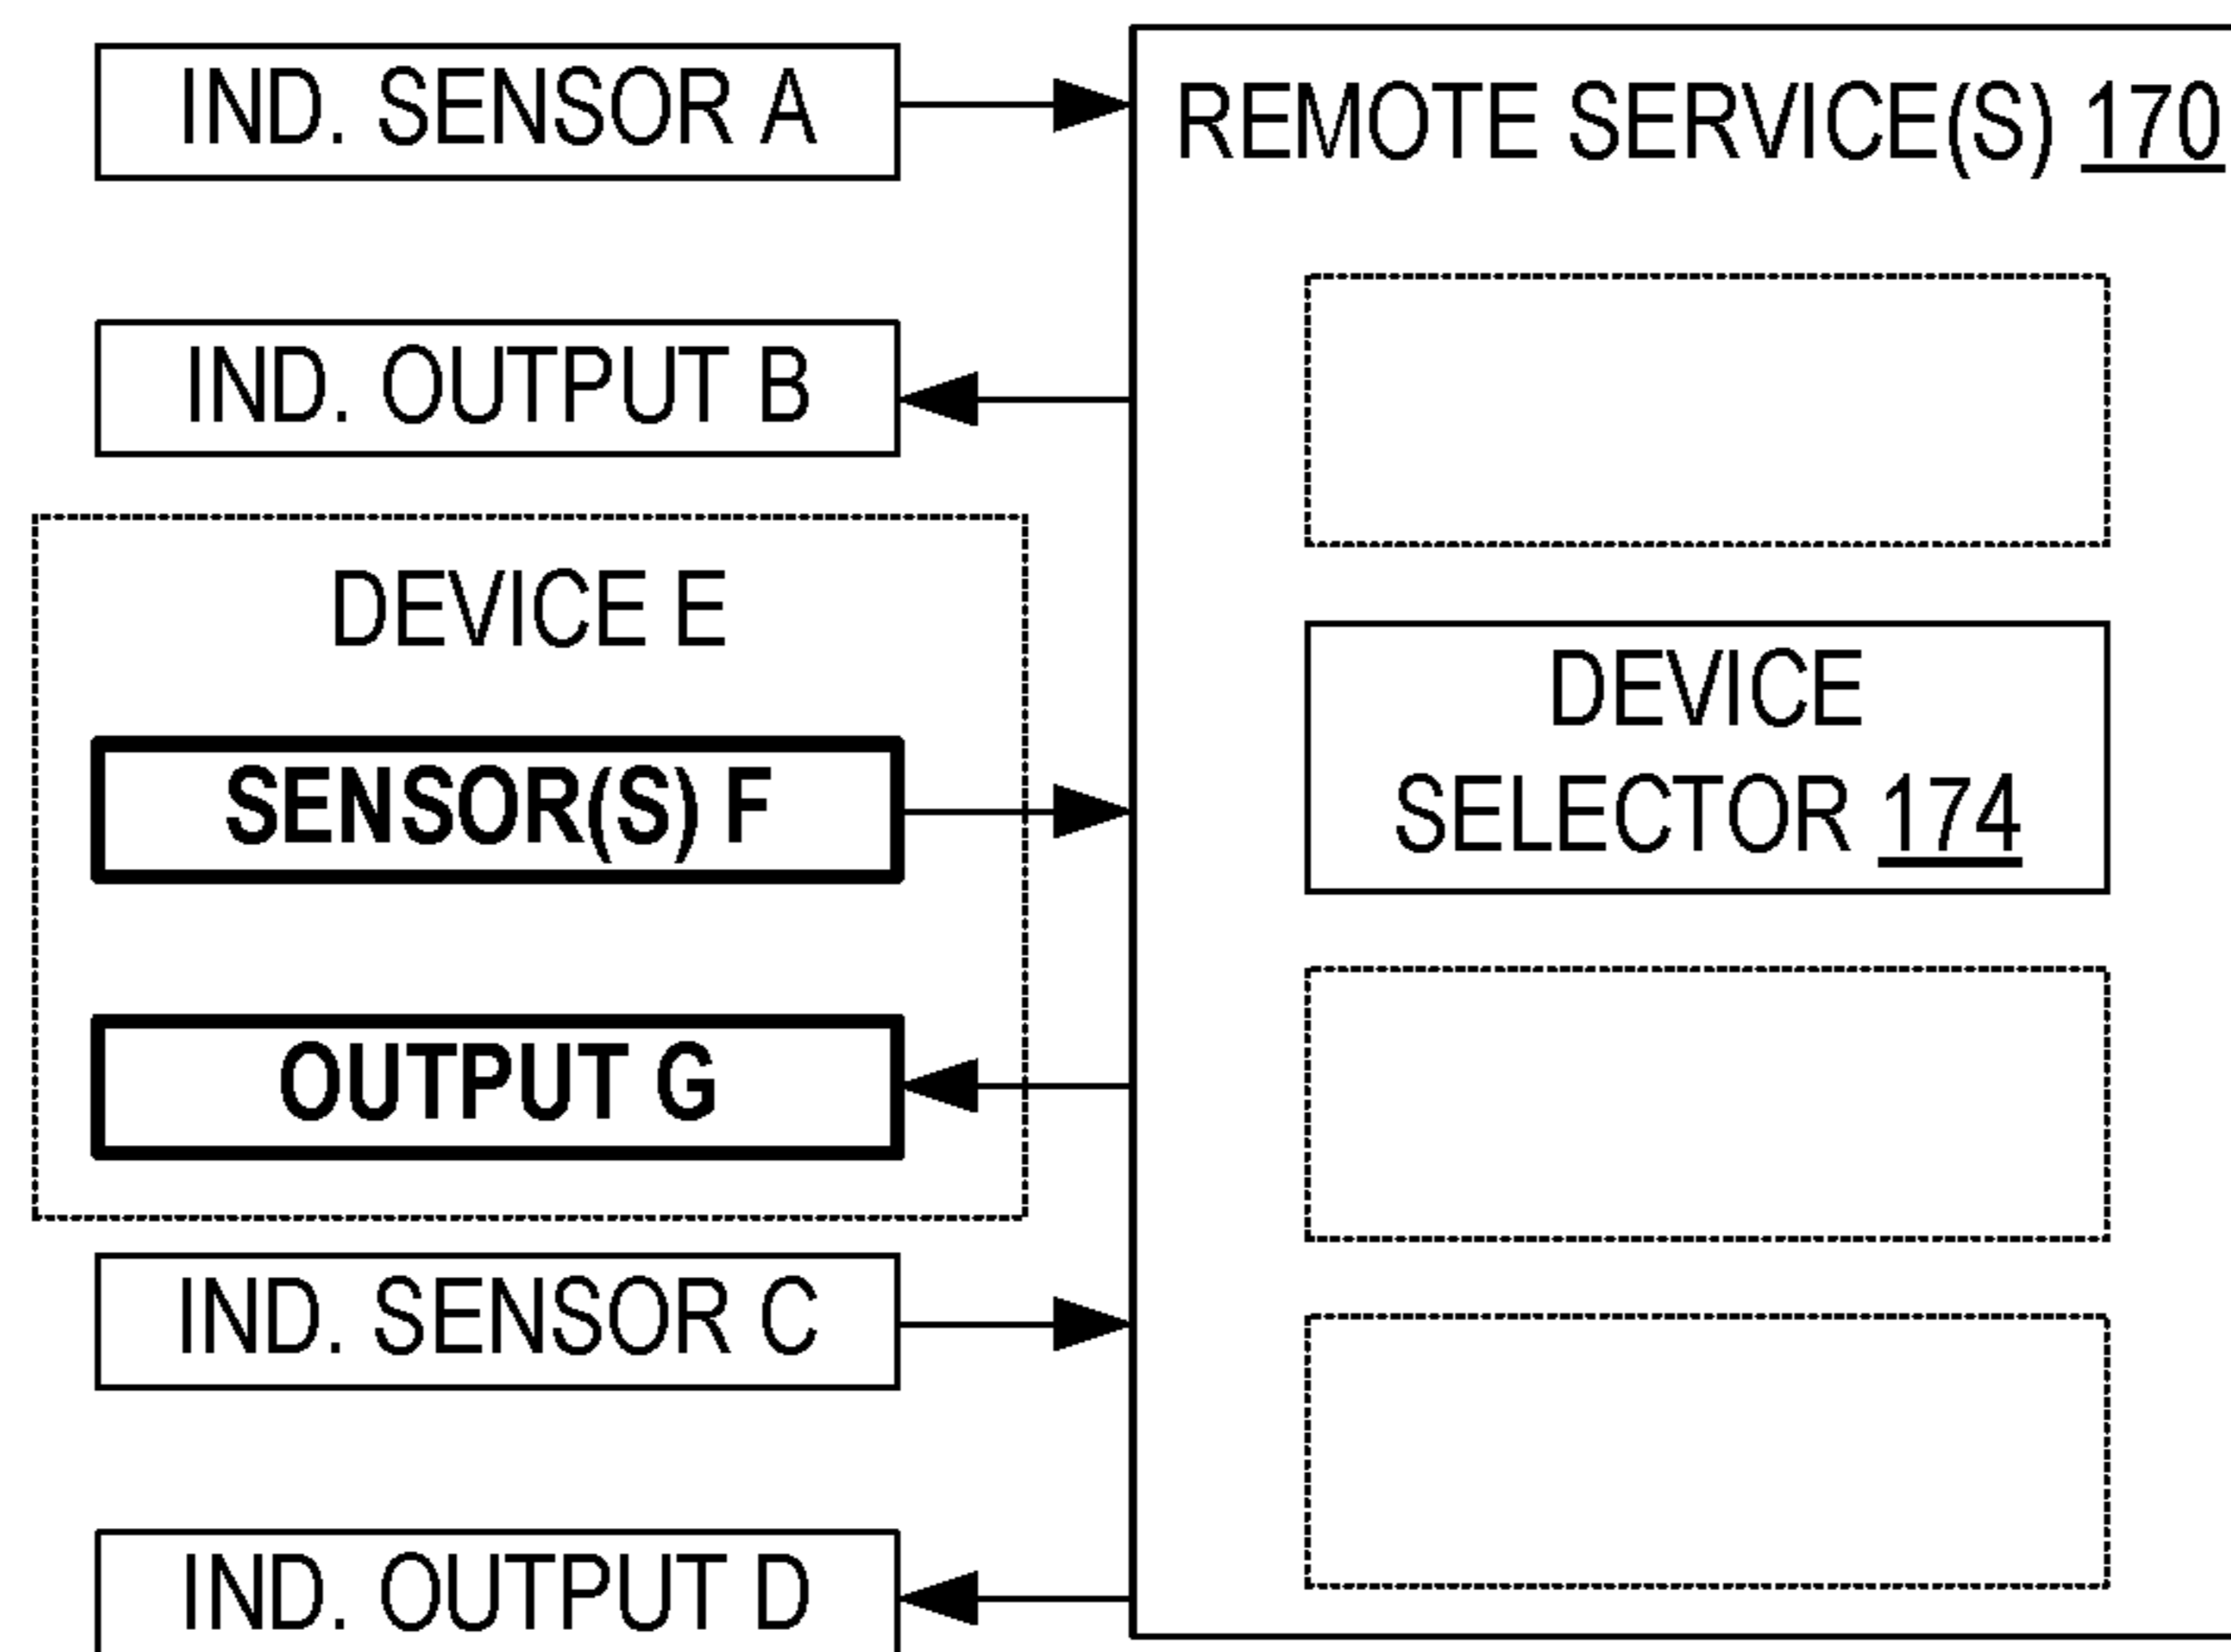 IND. SENSOR A
REMOTE SERVICE(S) 170
IND. OUTPUT B
DEVICE E
DEVICE
SELECTOR 174
SENSOR(S) F
OUTPUT G
IND. SENSOR C
IND. OUTPUT D